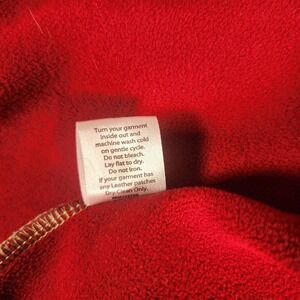 Turn your garment
inside out and
machine wash cold
on gentle cycle.
Do not bleach.
Lay flat to dry.
Do not Iron.
If your garment has
any Leather patches
Dry Clean Only.